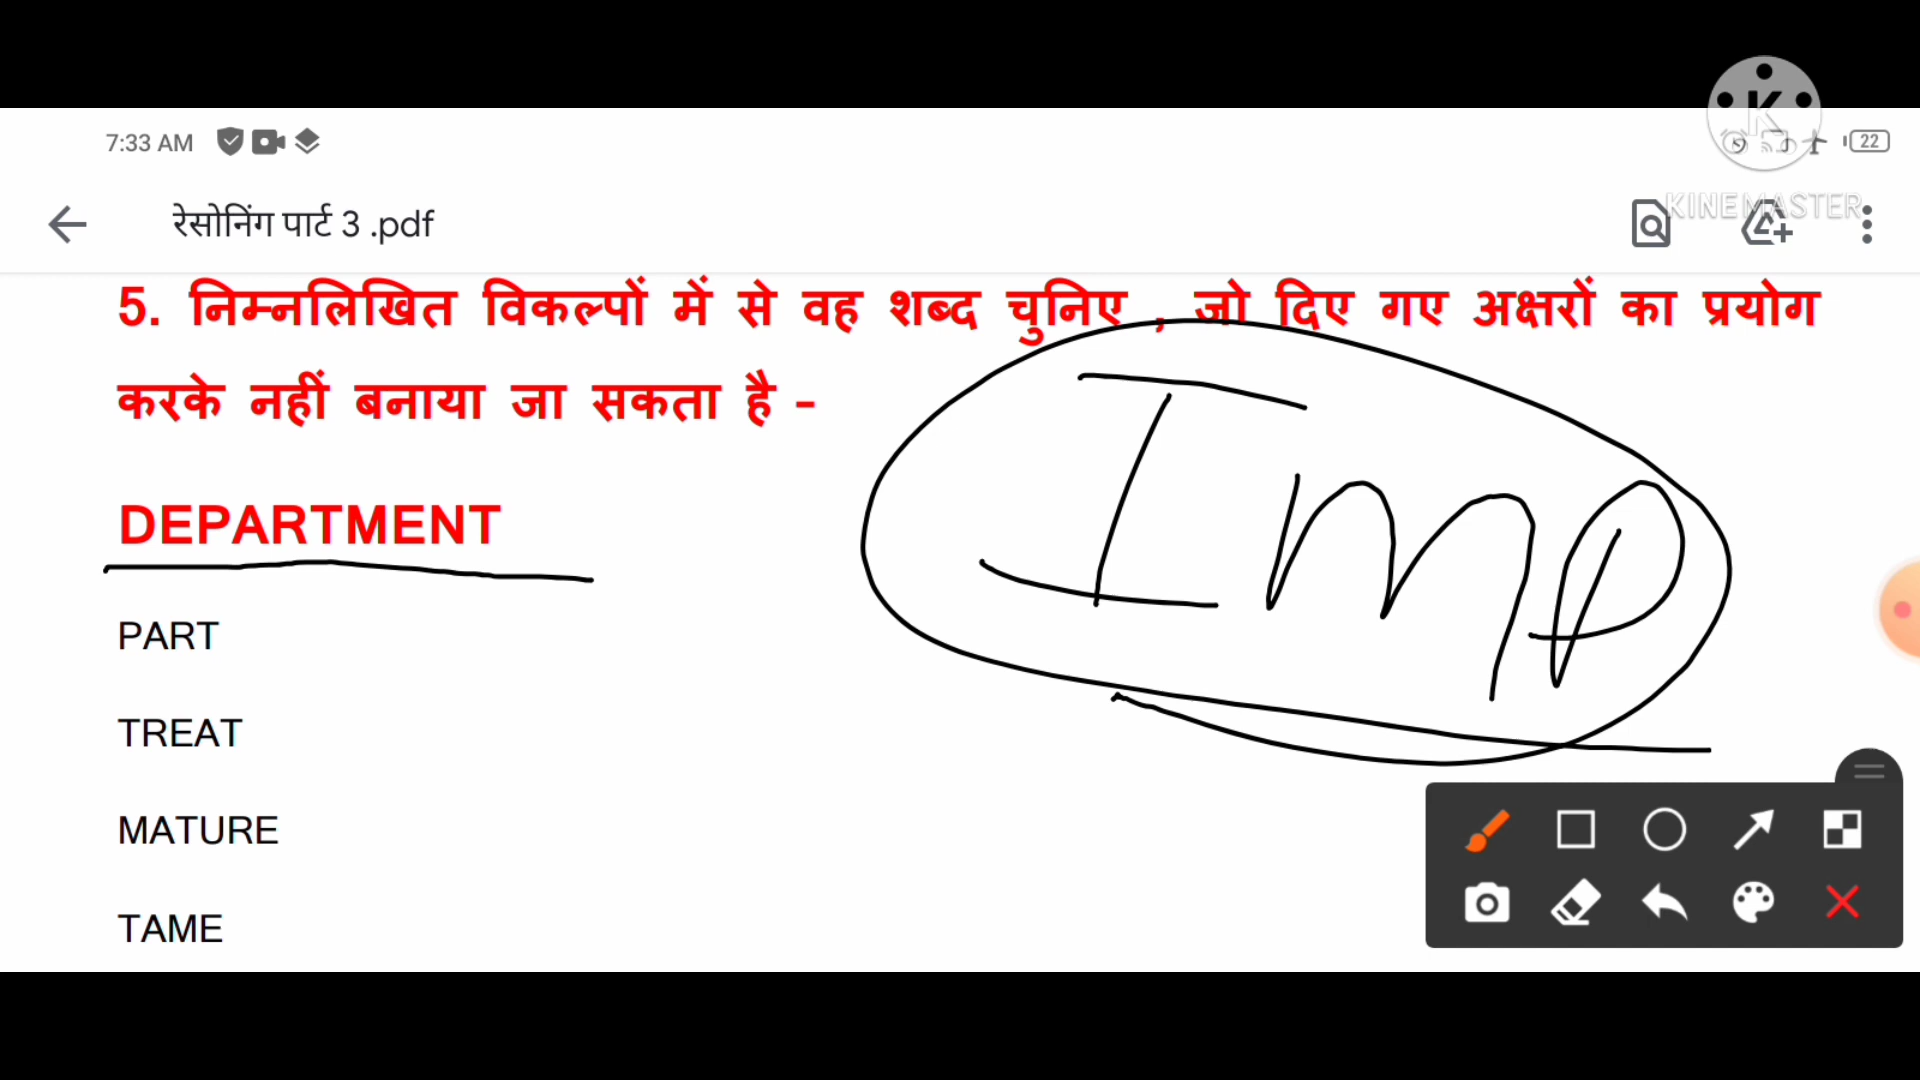 7:33 AM
22
KINEMASTER
रेसोनिंग पार्ट 3 .pdf
5. निम्नलिखित विकल्पों में से वह शब्द चुनिए , जो दिए गए अक्षरों का प्रयोग
करके नहीं बनाया जा सकता है -
Imp
DEPARTMENT
PART
TREAT
MATURE
TAME